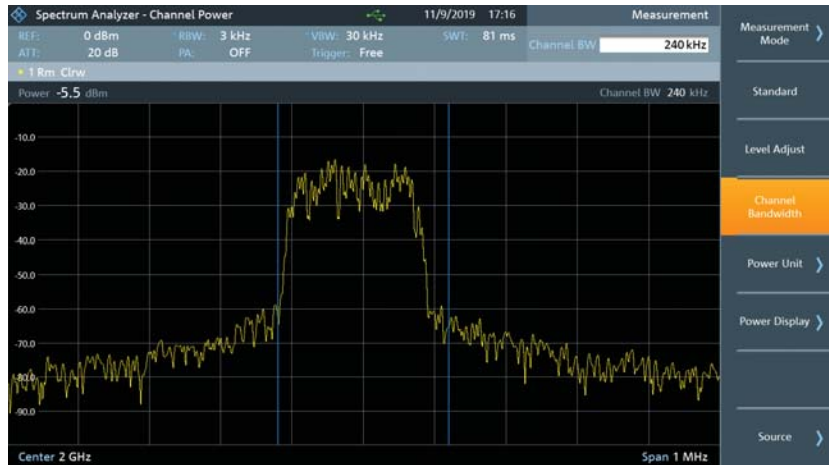 Spectrum Analyzer - Channel Power 11/9/2019 17:16 Measurement
REF: 0 dBm *RBW: 3 kHz *VBW: 30 kHz SWT: 81 ms
ATT: 20 dB PA: OFF Trigger: Free
Channel BW 240 kHz
1 Rm Clrw
Power -5.5 dBm Channel BW 240 kHz
-10.0
-20.0
-30.0
-40.0
-50.0
-60.0
-70.0
-80.0
-90.0
Center 2 GHz Span 1 MHz
Measurement
Mode
Standard
Level Adjust
Channel
Bandwidth
Power Unit
Power Display
Source